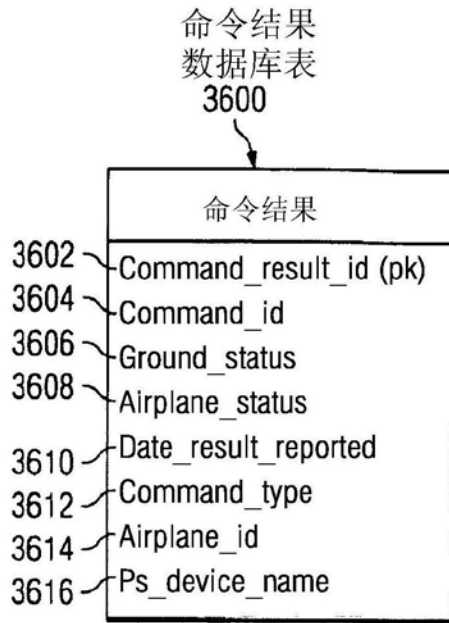 命令结果
数据库表
3600
命令结果
3602 Command_result_id (pk)
3604 Command_id
3606 Ground_status
3608 Airplane_status
3610 Date_result_reported
3612 Command_type
3614 Airplane_id
3616 Ps_device_name